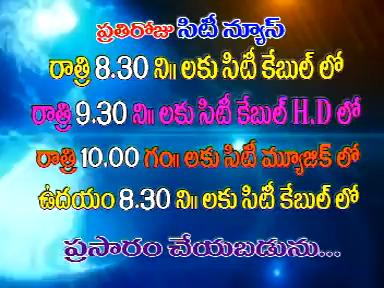 ప్రతిరోజు సిటీ న్యూస్
రాత్రి 8.30 ని॥ లకు సిటీ కేబుల్ లో
రాత్రి 9.30 ని॥ లకు సిటీ కేబుల్ H.D లో
రాత్రి 10.00 గం॥ లకు సిటీ మ్యూజిక్ లో
ఉదయం 8.30 ని॥ లకు సిటీ కేబుల్ లో
ప్రసారం చేయబడును...